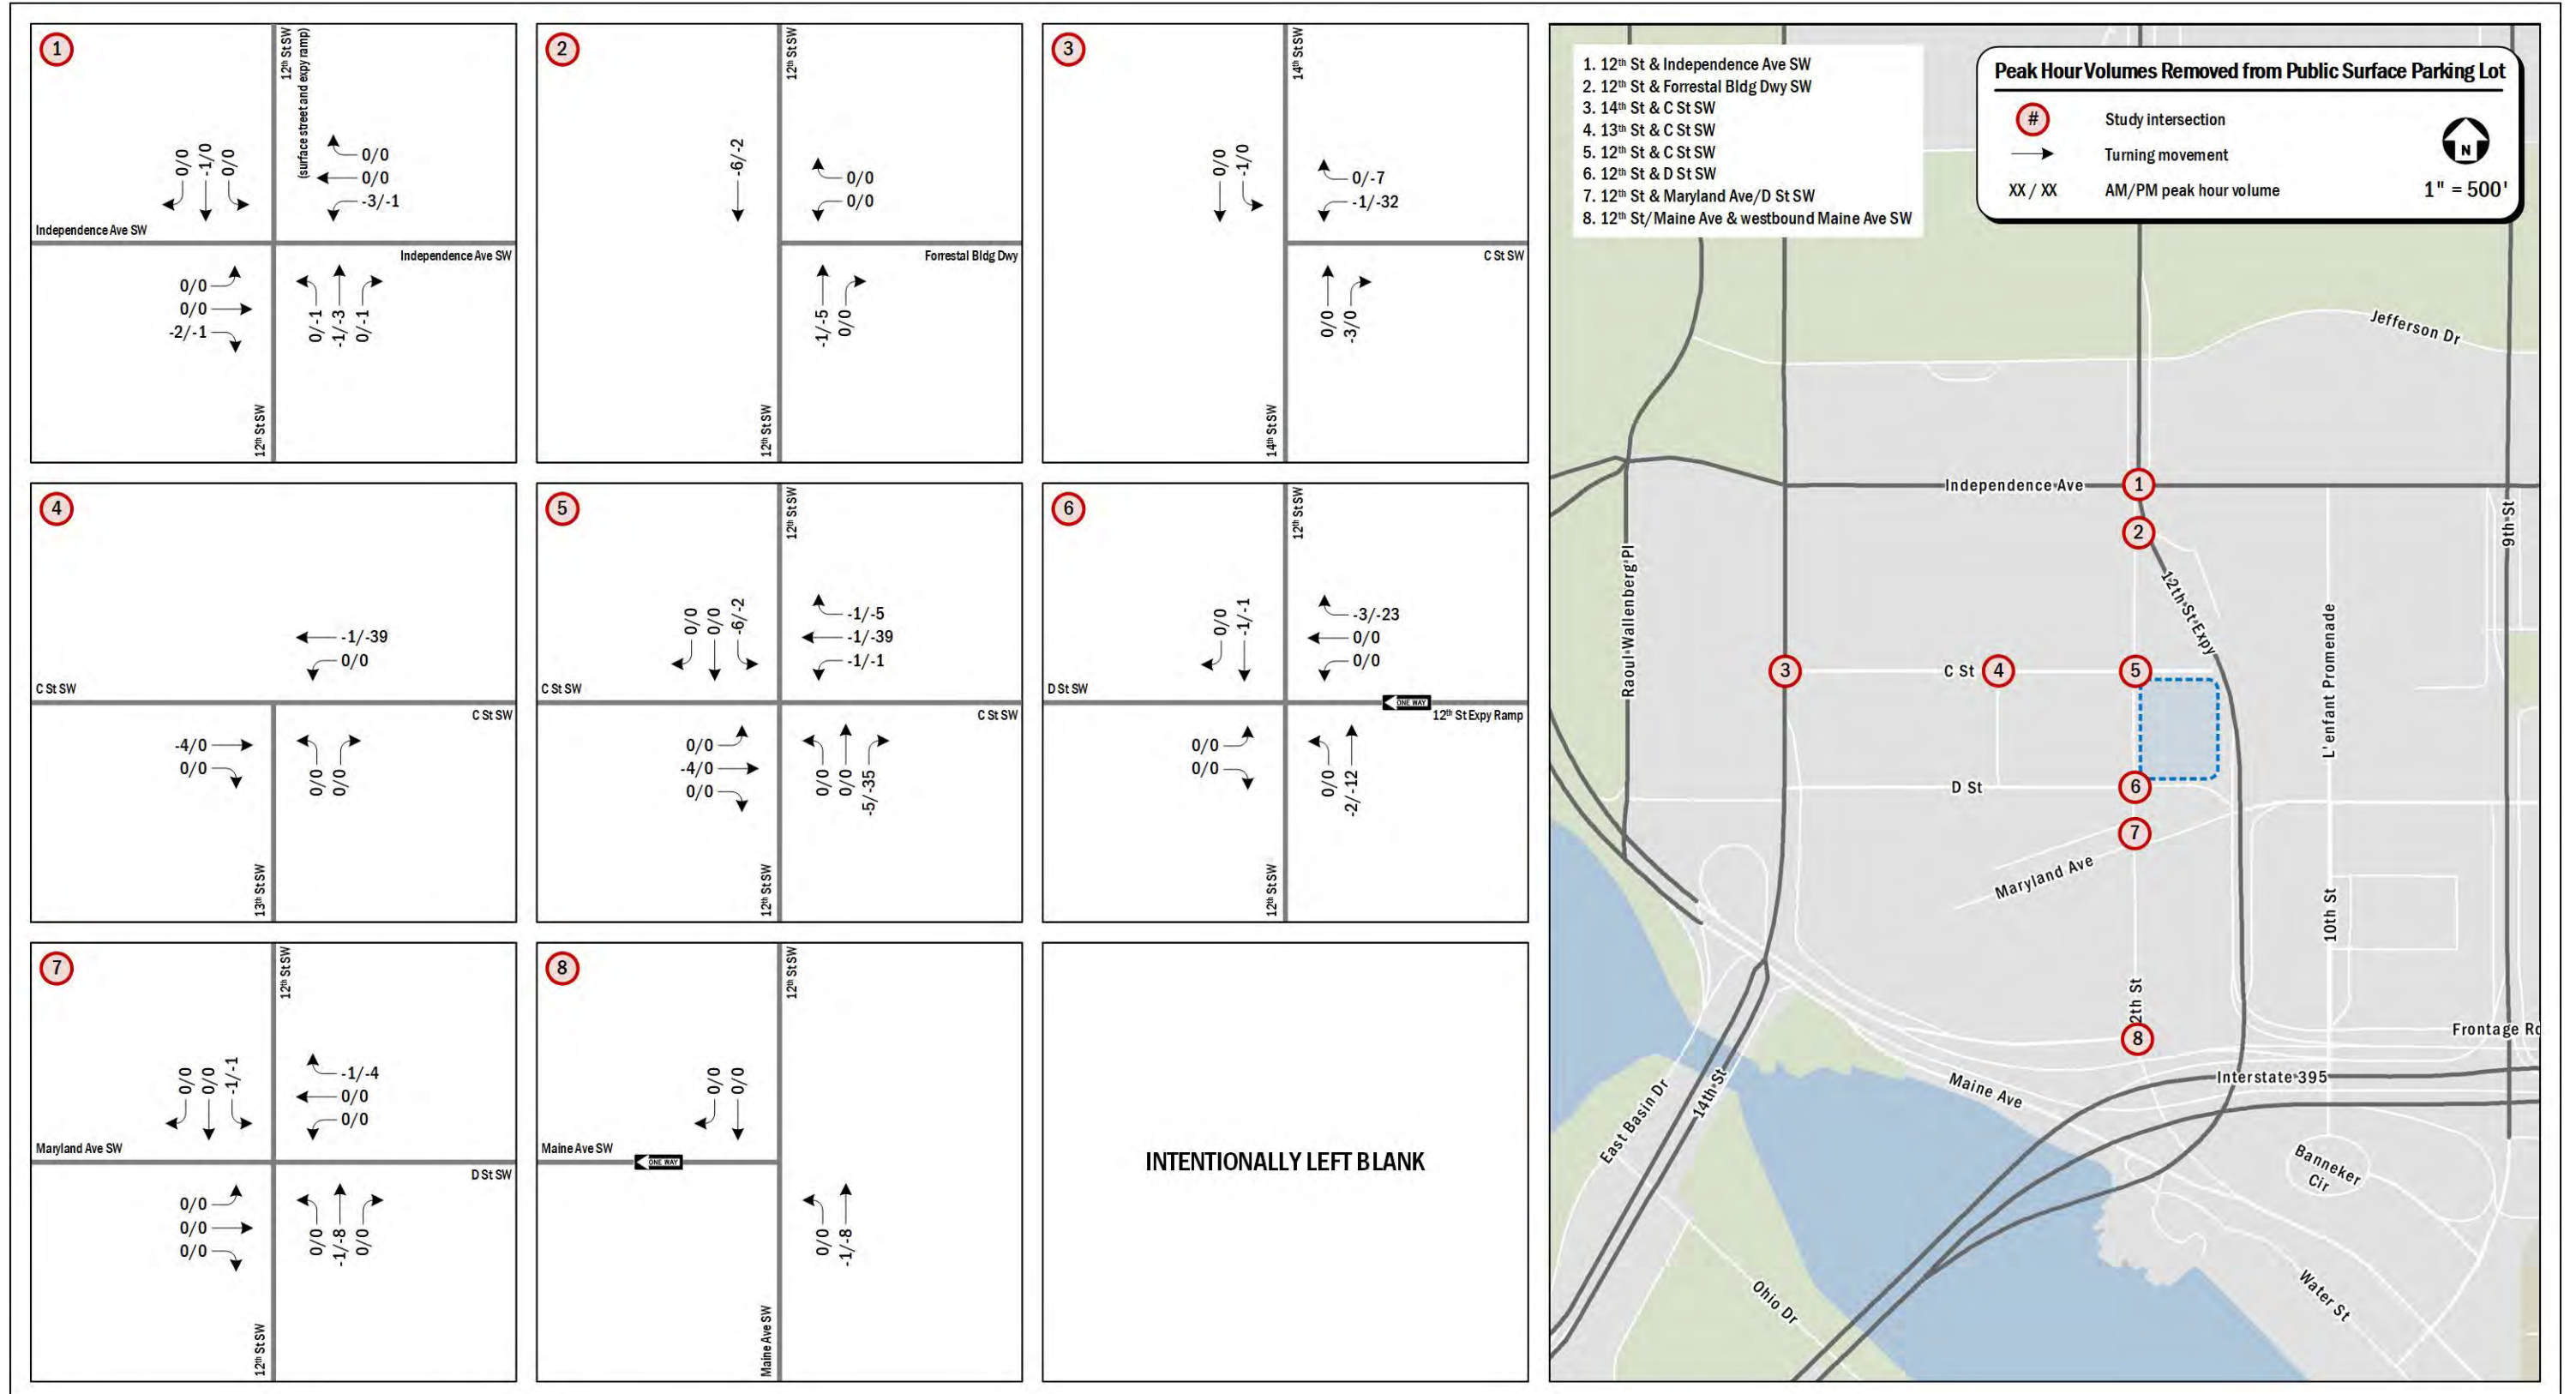 1
12th St SW
(surface street and expy ramp)
0/0
-1/0
0/0
0/0
0/0
-3/-1
Independence Ave SW
Independence Ave SW
0/0
0/0
-2/-1
0/-1
-1/-3
0/-1
12th St SW
2
12th St SW
-6/-2
0/0
0/0
Forrestal Bldg Dwy
-1/-5
0/0
12th St SW
3
14th St SW
0/0
-1/0
0/-7
-1/-32
C St SW
0/0
-3/0
14th St SW
4
-1/-39
0/0
C St SW
C St SW
-4/0
0/0
0/0
0/0
13th St SW
5
12th St SW
0/0
0/0
-6/-2
-1/-5
-1/-39
-1/-1
C St SW
C St SW
0/0
-4/0
0/0
0/0
0/0
-5/-35
12th St SW
6
12th St SW
0/0
-1/-1
-3/-23
0/0
0/0
D St SW
ONE WAY
12th St Expy Ramp
0/0
0/0
0/0
-2/-12
12th St SW
7
12th St SW
0/0
0/0
-1/-1
-1/-4
0/0
0/0
Maryland Ave SW
D St SW
0/0
0/0
0/0
0/0
-1/-8
0/0
12th St SW
8
12th St SW
0/0
0/0
Maine Ave SW
ONE WAY
0/0
-1/-8
Maine Ave SW
INTENTIONALLY LEFT BLANK
1. 12th St & Independence Ave SW
2. 12th St & Forrestal Bldg Dwy SW
3. 14th St & C St SW
4. 13th St & C St SW
5. 12th St & C St SW
6. 12th St & D St SW
7. 12th St & Maryland Ave/D St SW
8. 12th St/Maine Ave & westbound Maine Ave SW
Peak Hour Volumes Removed from Public Surface Parking Lot
# Study intersection
Turning movement
XX / XX AM/PM peak hour volume
N
1" = 500'
Jefferson Dr
Independence Ave
1
2
9th St
Raoul Wallenberg Pl
12th St Expy
L'enfant Promenade
3
C St
4
5
D St
6
7
Maryland Ave
10th St
2th St
8
Frontage Rd
Interstate 395
Maine Ave
14th St
East Basin Dr
Banneker
Cir
Ohio Dr
Water St